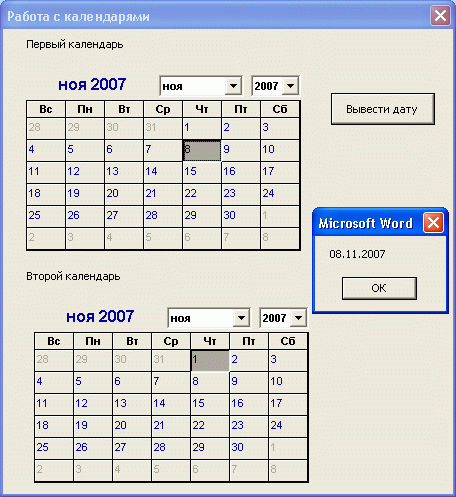 Работа с календарями
Первый календарь
ноя 2007 ноя 2007
Вс Пн Вт Ср Чт Пт Сб
28 29 30 31 1 2 3
4 5 6 7 8 9 10
11 12 13 14 15 16 17
18 19 20 21 22 23 24
25 26 27 28 29 30 1
2 3 4 5 6 7 8
Вывести дату
Microsoft Word
08.11.2007
OK
Второй календарь
ноя 2007 ноя 2007
Вс Пн Вт Ср Чт Пт Сб
28 29 30 31 1 2 3
4 5 6 7 8 9 10
11 12 13 14 15 16 17
18 19 20 21 22 23 24
25 26 27 28 29 30 1
2 3 4 5 6 7 8